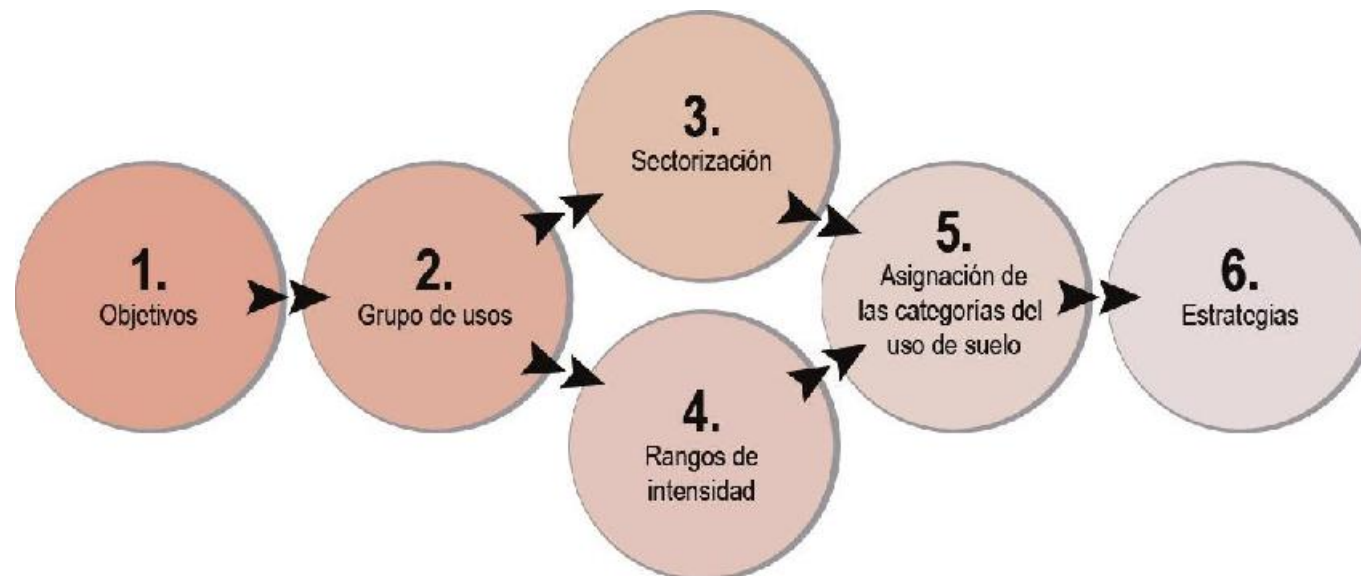 1.
Objetivos
2.
Grupo de usos
3.
Sectorización
4.
Rangos de
intensidad
5.
Asignación de
las categorías del
uso de suelo
6.
Estrategias